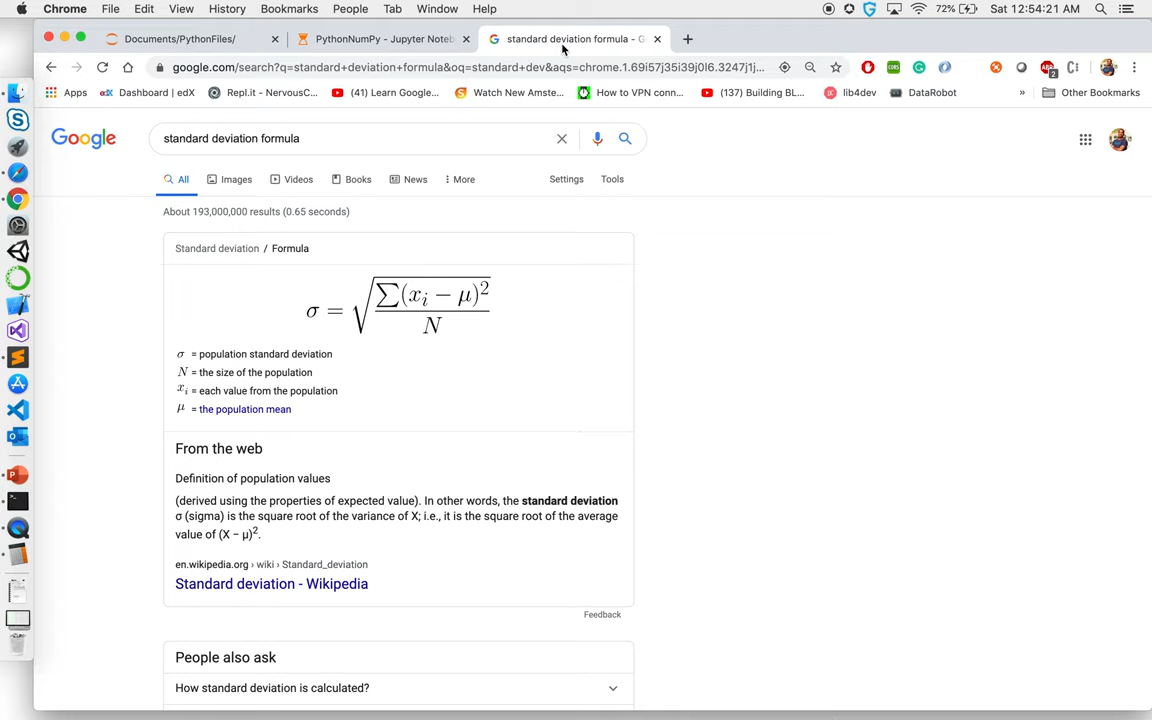 Chrome File Edit View History Bookmarks People Tab Window Help 72% Sat 12:54:21 AM
Documents/PythonFiles/
PythonNumPy - Jupyter Noteb
standard deviation formula - G
google.com/search?q=standard+deviation+formula&oq=standard+dev&aqs=chrome.1.69i57j35i39j0l6.3247j1j...
Apps Dashboard | edX Repl.it - NervousC... (41) Learn Google... Watch New Amste... How to VPN conn... (137) Building BL... lib4dev DataRobot » Other Bookmarks
Google
standard deviation formula
All Images Videos Books News More Settings Tools
About 193,000,000 results (0.65 seconds)
Standard deviation / Formula
σ = √(∑(xᵢ − μ)² / N)
σ = population standard deviation
N = the size of the population
xᵢ = each value from the population
μ = the population mean
From the web
Definition of population values
(derived using the properties of expected value). In other words, the standard deviation
σ (sigma) is the square root of the variance of X; i.e., it is the square root of the average
value of (X − μ)².
en.wikipedia.org › wiki › Standard_deviation
Standard deviation - Wikipedia
Feedback
People also ask
How standard deviation is calculated?